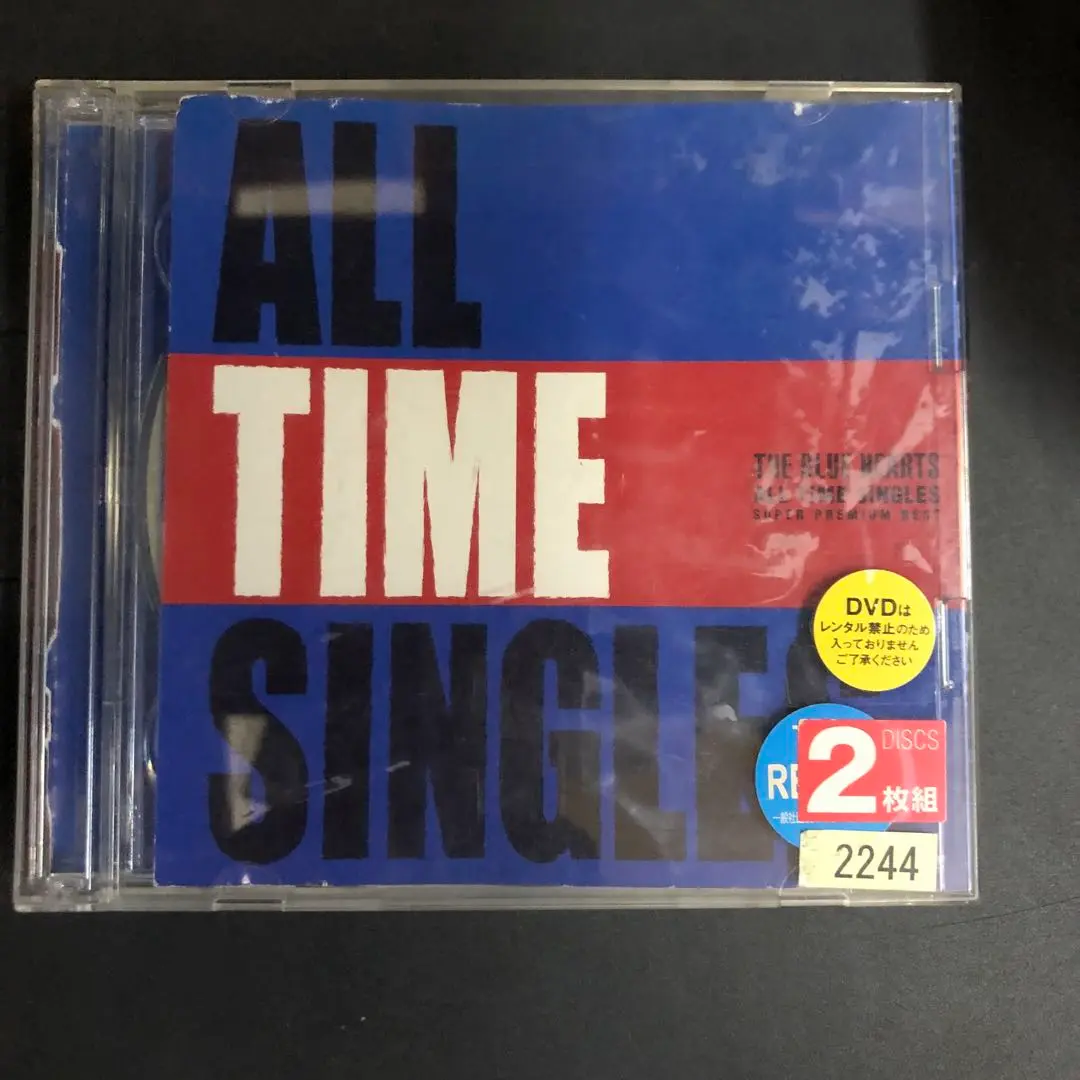 ALL
TIME
SINGLES
THE BLUE HEARTS
ALL TIME SINGLES
SUPER PREMIUM BEST
DVDは
レンタル禁止のため
入っておりません
ご了承ください
2 DISCS
枚組
2244